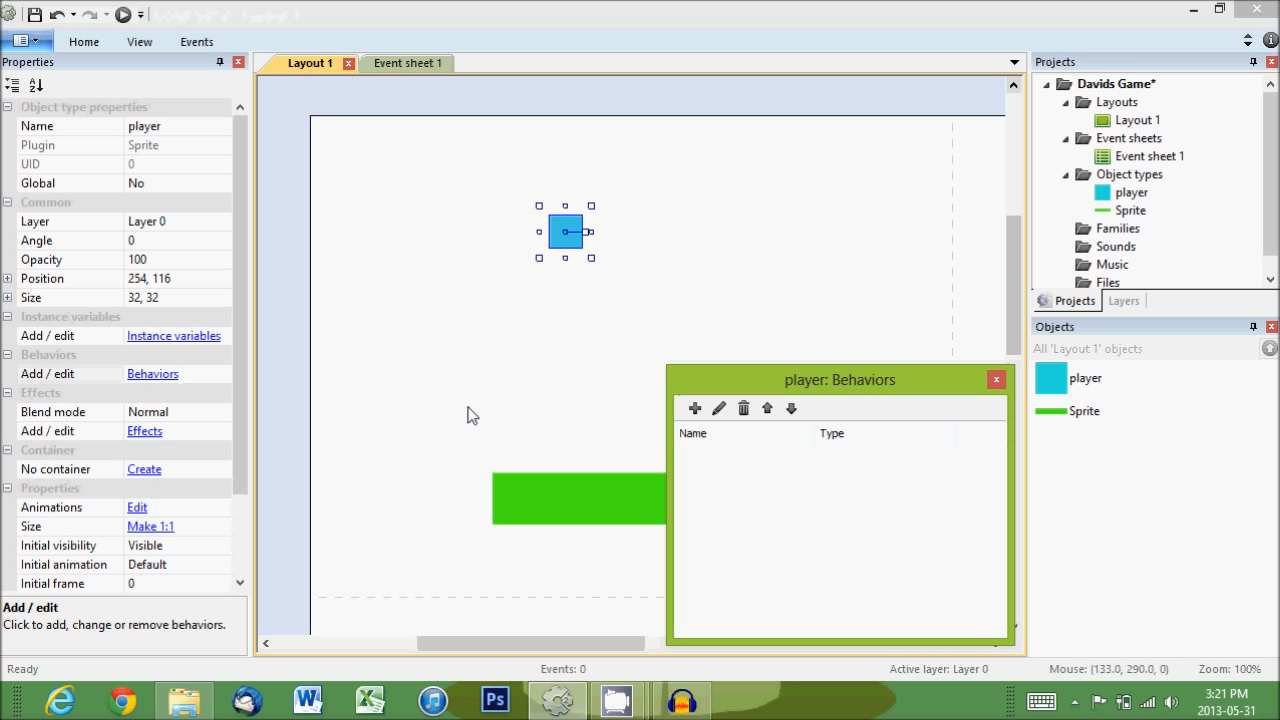 Home
View
Events
Properties
Object type properties
Name player
Plugin Sprite
UID 0
Global No
Common
Layer Layer 0
Angle 0
Opacity 100
Position 254, 116
Size 32, 32
Instance variables
Add / edit Instance variables
Behaviors
Add / edit Behaviors
Effects
Blend mode Normal
Add / edit Effects
Container
No container Create
Properties
Animations Edit
Size Make 1:1
Initial visibility Visible
Initial animation Default
Initial frame 0
Add / edit
Click to add, change or remove behaviors.
Layout 1
Event sheet 1
player: Behaviors
Name Type
Projects
Davids Game*
Layouts
Layout 1
Event sheets
Event sheet 1
Object types
player
Sprite
Families
Sounds
Music
Files
Projects Layers
Objects
All 'Layout 1' objects
player
Sprite
Ready
Events: 0
Active layer: Layer 0
Mouse: (133.0, 290.0, 0)
Zoom: 100%
Ps
3:21 PM
2013-05-31